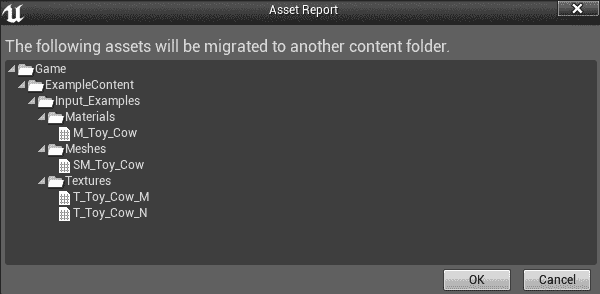 Asset Report
The following assets will be migrated to another content folder.
Game
ExampleContent
Input_Examples
Materials
M_Toy_Cow
Meshes
SM_Toy_Cow
Textures
T_Toy_Cow_M
T_Toy_Cow_N
OK Cancel